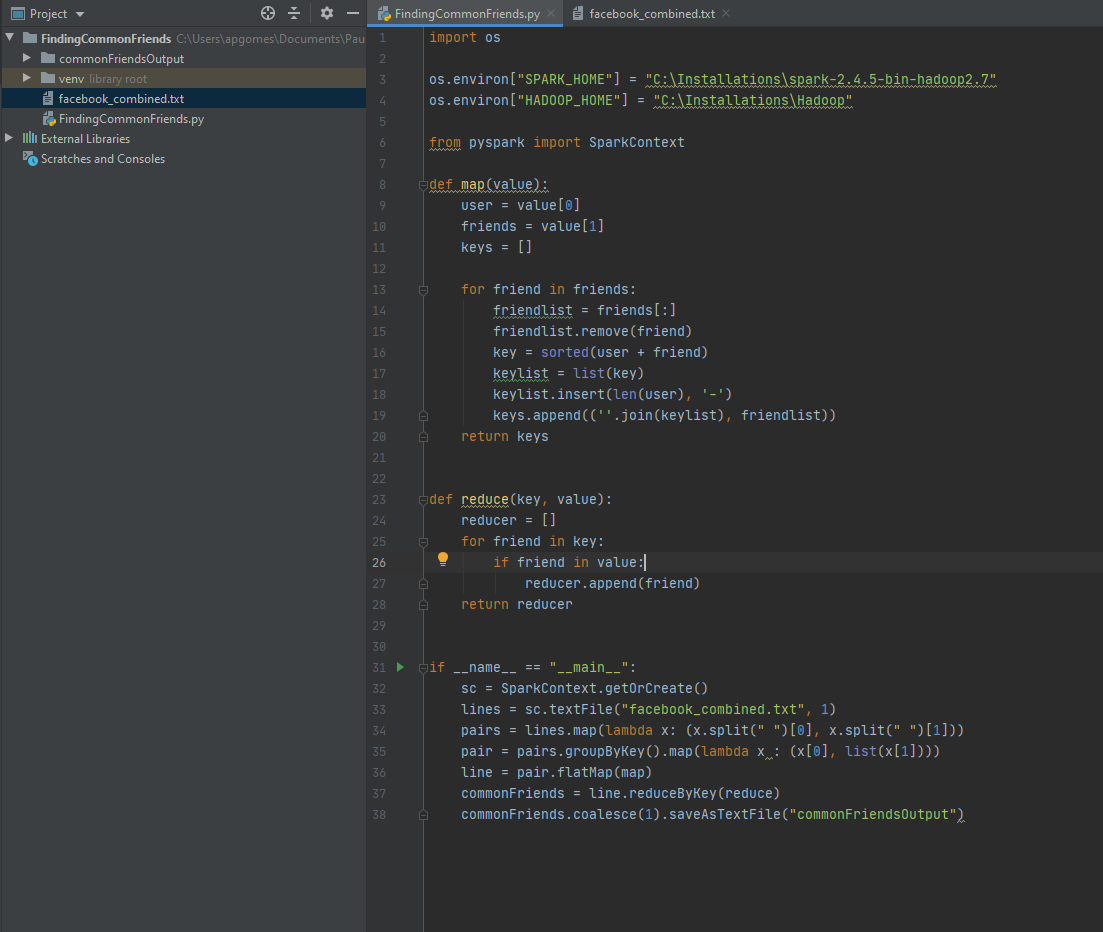 Project
FindingCommonFriends C:\Users\apgomes\Documents\Pau
commonFriendsOutput
venv library root
facebook_combined.txt
FindingCommonFriends.py
External Libraries
Scratches and Consoles
FindingCommonFriends.py
facebook_combined.txt
1 import os
2
3 os.environ["SPARK_HOME"] = "C:\Installations\spark-2.4.5-bin-hadoop2.7"
4 os.environ["HADOOP_HOME"] = "C:\Installations\Hadoop"
5
6 from pyspark import SparkContext
7
8 def map(value):
9     user = value[0]
10     friends = value[1]
11     keys = []
12
13     for friend in friends:
14         friendlist = friends[:]
15         friendlist.remove(friend)
16         key = sorted(user + friend)
17         keylist = list(key)
18         keylist.insert(len(user), '-')
19         keys.append((''.join(keylist), friendlist))
20     return keys
21
22
23 def reduce(key, value):
24     reducer = []
25     for friend in key:
26         if friend in value:
27             reducer.append(friend)
28     return reducer
29
30
31 if __name__ == "__main__":
32     sc = SparkContext.getOrCreate()
33     lines = sc.textFile("facebook_combined.txt", 1)
34     pairs = lines.map(lambda x: (x.split(" ")[0], x.split(" ")[1]))
35     pair = pairs.groupByKey().map(lambda x : (x[0], list(x[1])))
36     line = pair.flatMap(map)
37     commonFriends = line.reduceByKey(reduce)
38     commonFriends.coalesce(1).saveAsTextFile("commonFriendsOutput")